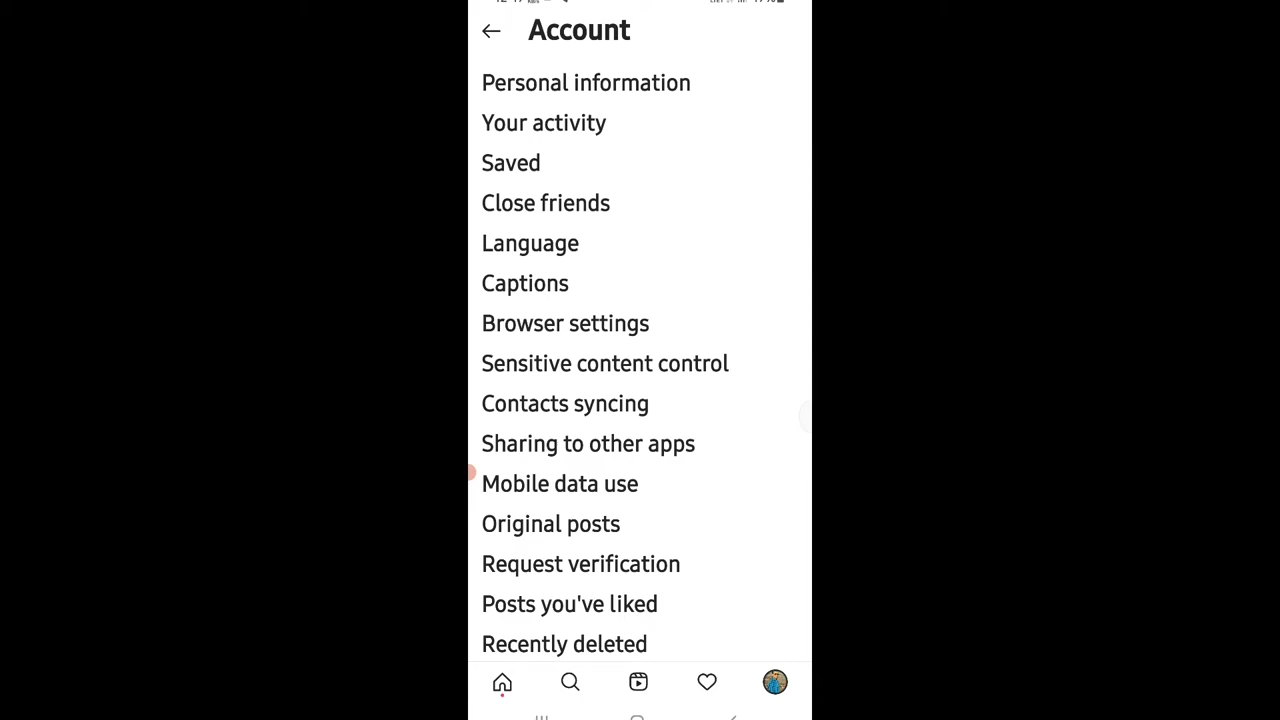 Account
Personal information
Your activity
Saved
Close friends
Language
Captions
Browser settings
Sensitive content control
Contacts syncing
Sharing to other apps
Mobile data use
Original posts
Request verification
Posts you've liked
Recently deleted